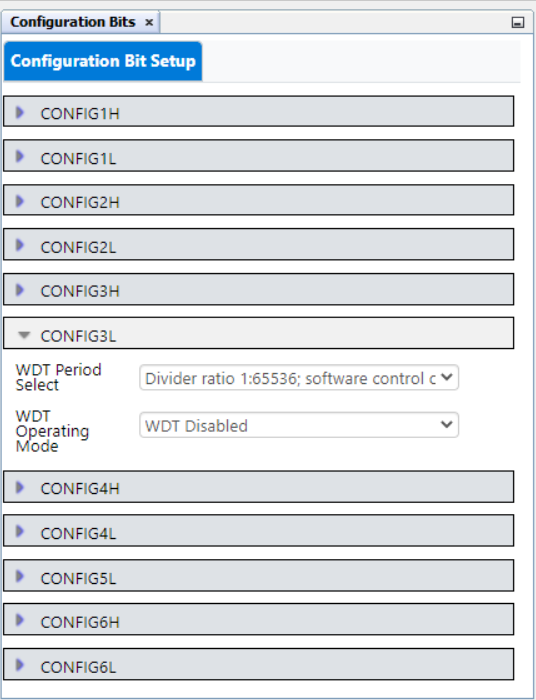 Configuration Bits ×
Configuration Bit Setup
CONFIG1H
CONFIG1L
CONFIG2H
CONFIG2L
CONFIG3H
CONFIG3L
WDT Period
Select
Divider ratio 1:65536; software control c
WDT
Operating
Mode
WDT Disabled
CONFIG4H
CONFIG4L
CONFIG5L
CONFIG6H
CONFIG6L